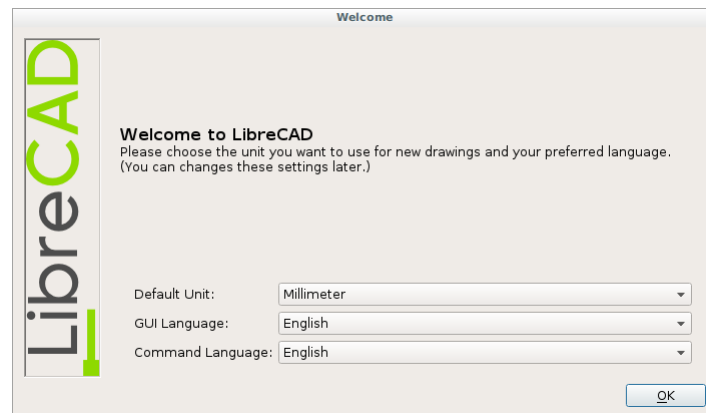 Welcome
LibreCAD
Welcome to LibreCAD
Please choose the unit you want to use for new drawings and your preferred language.
(You can changes these settings later.)
Default Unit: Millimeter
GUI Language: English
Command Language: English
OK